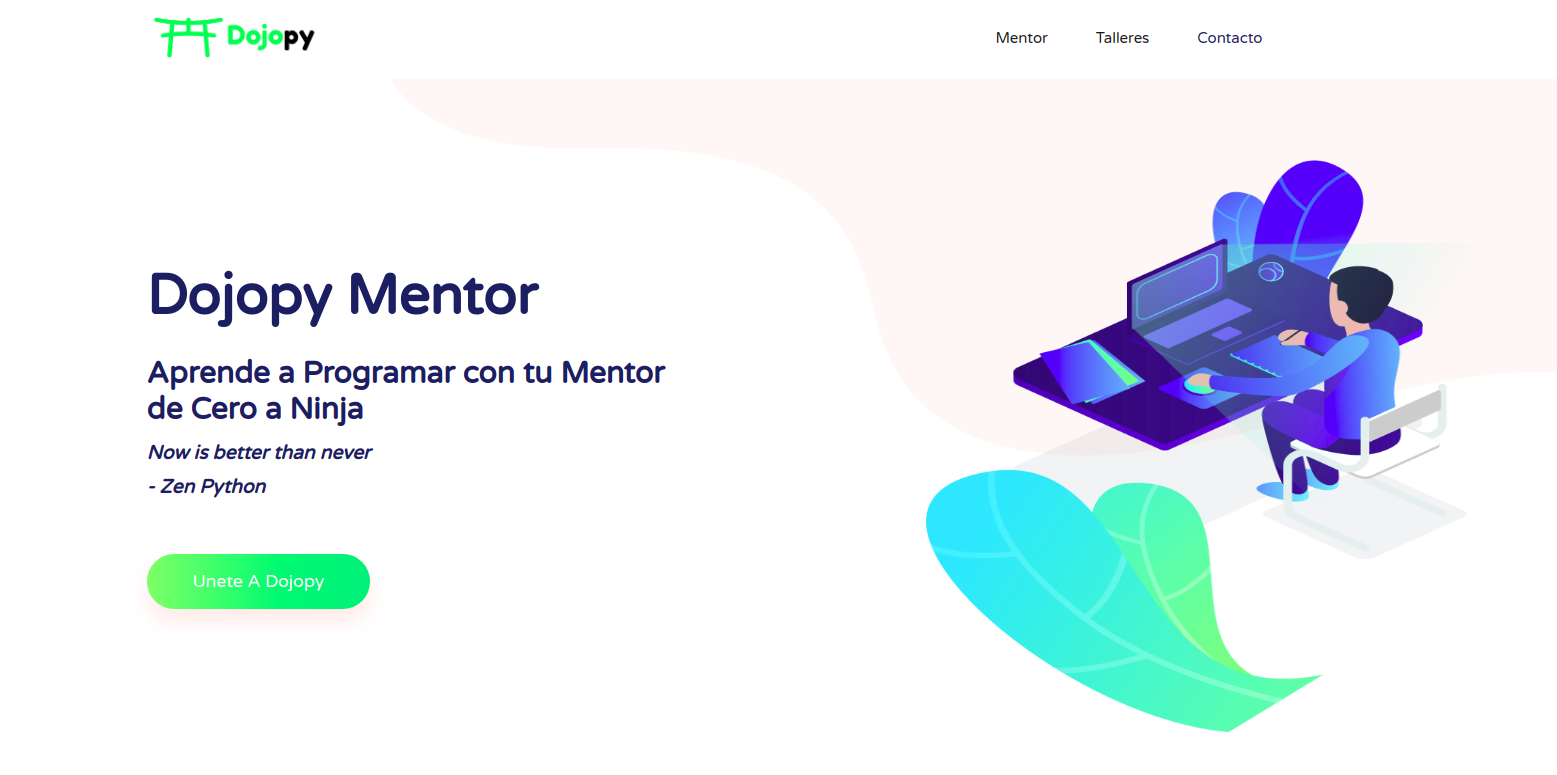 Dojopy
Mentor
Talleres
Contacto
Dojopy Mentor
Aprende a Programar con tu Mentor
de Cero a Ninja
Now is better than never
- Zen Python
Unete A Dojopy